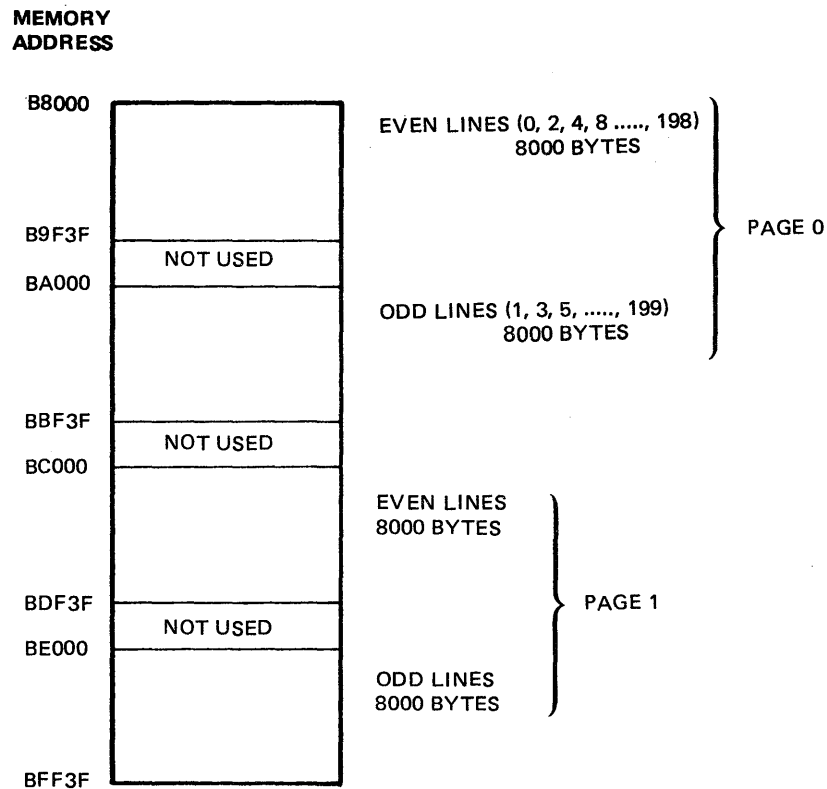 MEMORY
ADDRESS
B8000
EVEN LINES (0, 2, 4, 8 ....., 198)
8000 BYTES
PAGE 0
B9F3F
NOT USED
BA000
ODD LINES (1, 3, 5, ....., 199)
8000 BYTES
BBF3F
NOT USED
BC000
EVEN LINES
8000 BYTES
BDF3F
PAGE 1
NOT USED
BE000
ODD LINES
8000 BYTES
BFF3F